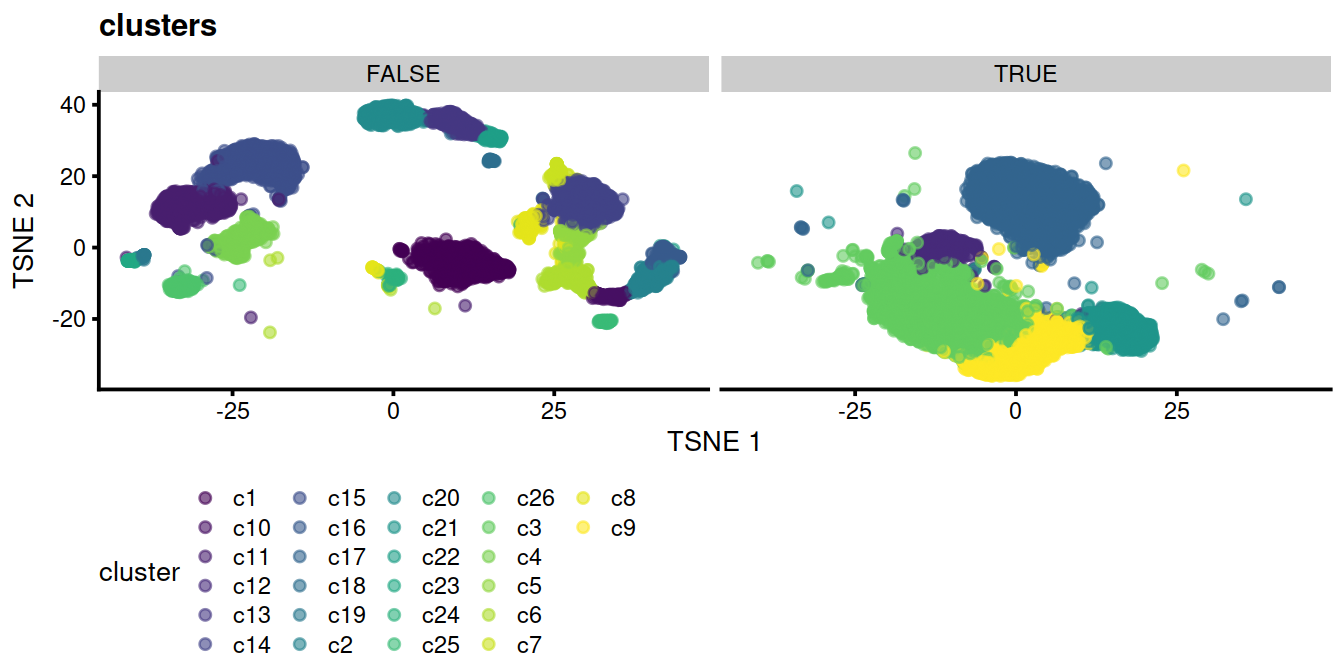 clusters
FALSE TRUE
40
20
0
-20
TSNE 2
-25 0 25 -25 0 25
TSNE 1
cluster
c1 c15 c20 c26 c8
c10 c16 c21 c3 c9
c11 c17 c22 c4
c12 c18 c23 c5
c13 c19 c24 c6
c14 c2 c25 c7